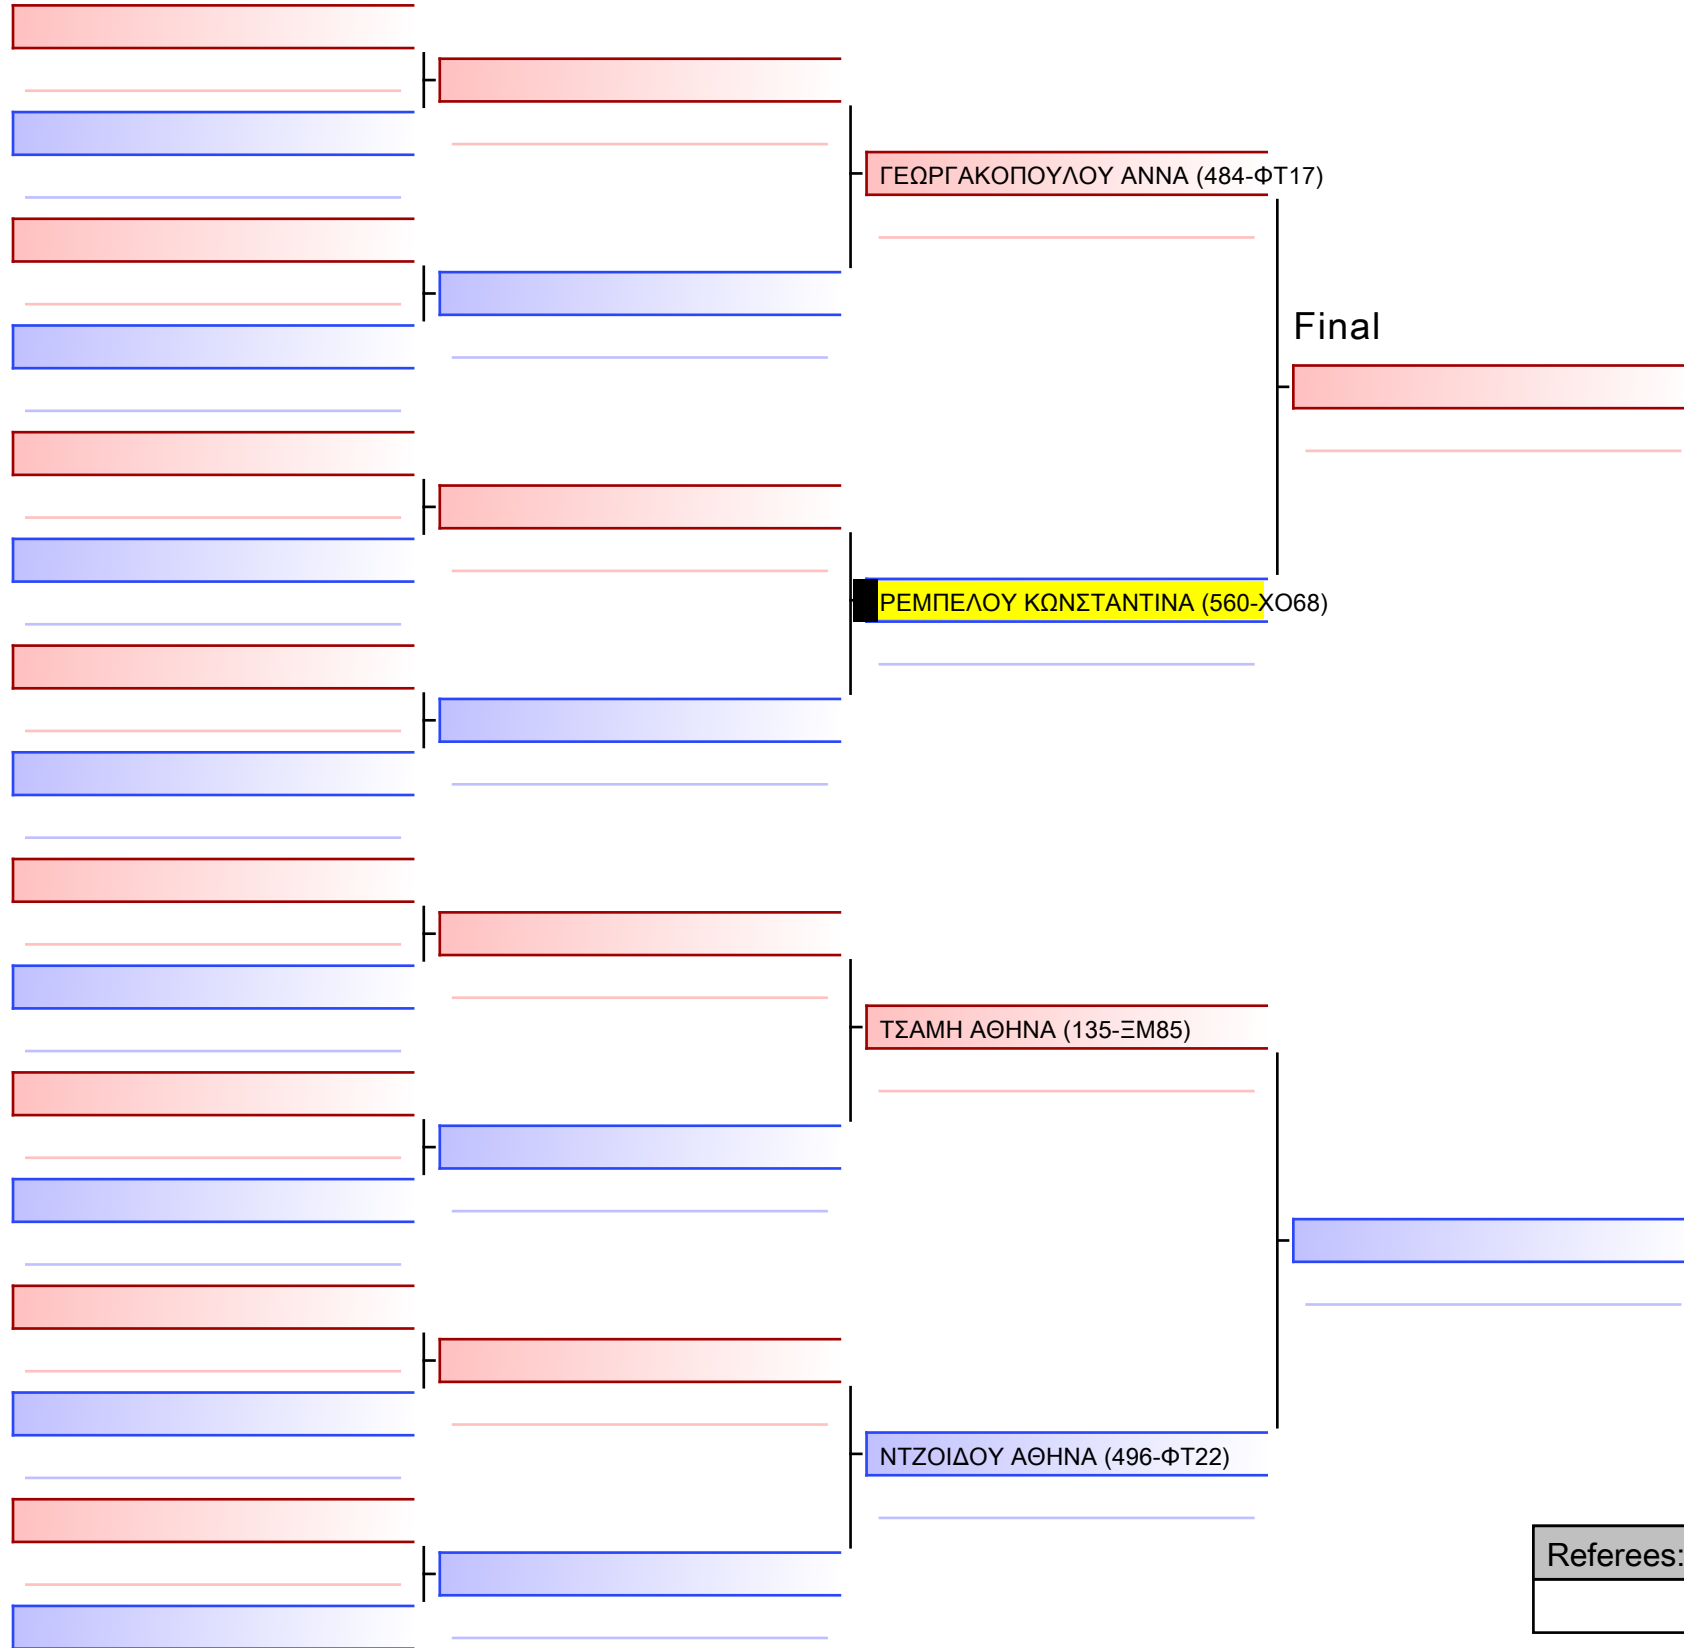 ΓΕΩΡΓΑΚΟΠΟΥΛΟΥ ΑΝΝΑ (484-ΦΤ17)
Final
ΡΕΜΠΕΛΟΥ ΚΩΝΣΤΑΝΤΙΝΑ (560-ΧΟ68)
ΤΣΑΜΗ ΑΘΗΝΑ (135-ΞΜ85)
ΝΤΖΟΙΔΟΥ ΑΘΗΝΑ (496-ΦΤ22)
Referees: